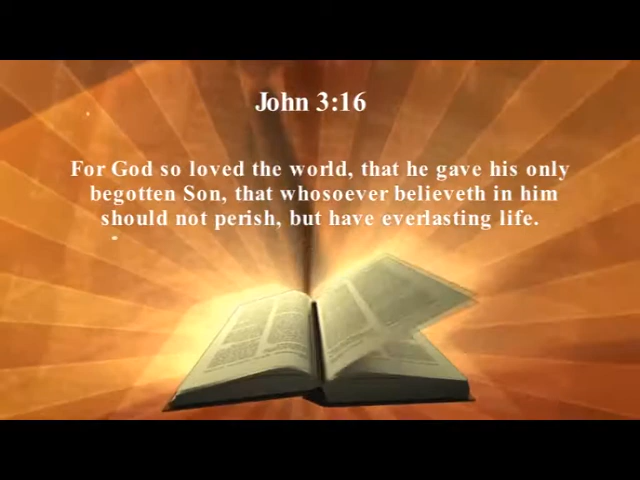 John 3:16
For God so loved the world, that he gave his only
begotten Son, that whosoever believeth in him
should not perish, but have everlasting life.